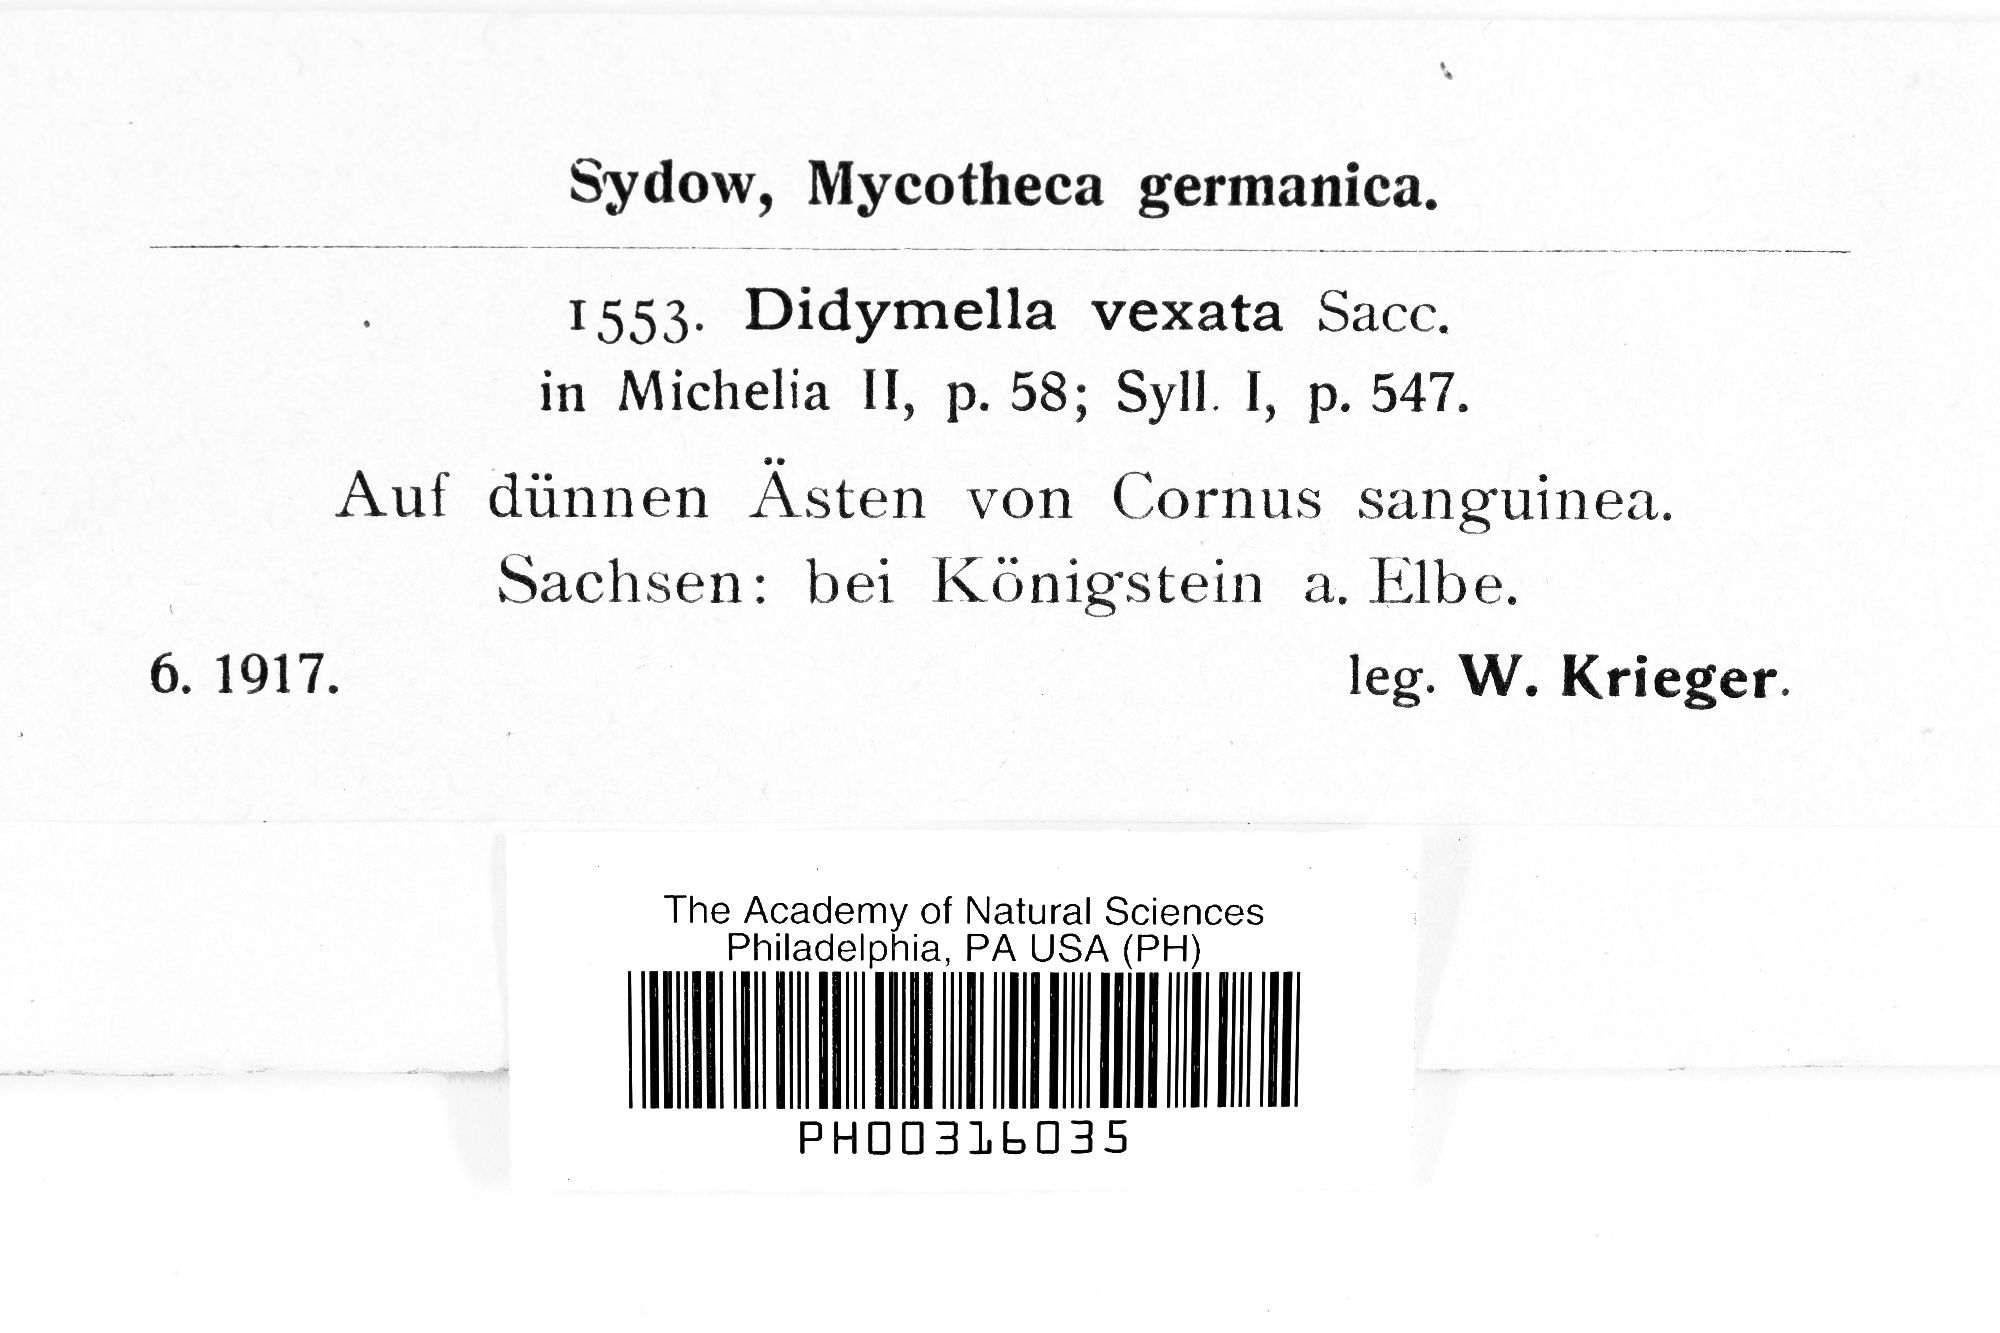 Sydow, Mycotheca germanica.
1553. Didymella vexata Sacc.
in Michelia II, p. 58; Syll. I, p. 547.
Auf dünnen Ästen von Cornus sanguinea.
Sachsen: bei Königstein a. Elbe.
6. 1917. leg. W. Krieger.
The Academy of Natural Sciences
Philadelphia, PA USA (PH)
PH00316035